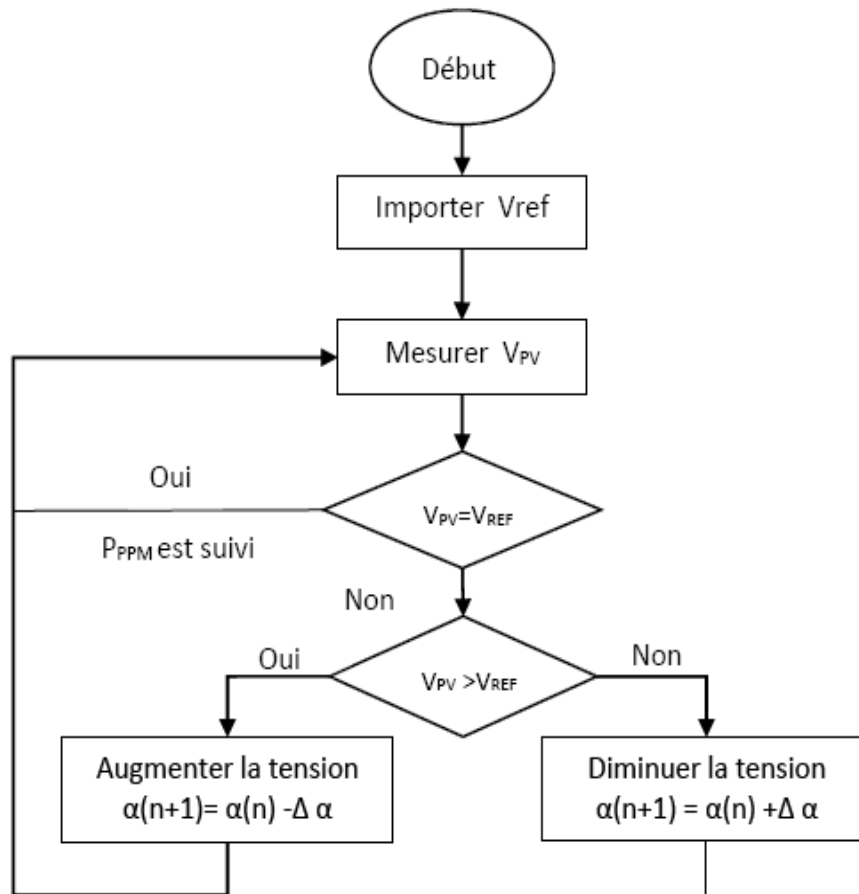 Début
Importer Vref
Mesurer VPV
Oui
VPV=VREF
PPPM est suivi
Non
Oui
VPV >VREF
Non
Augmenter la tension
α(n+1)= α(n) -Δ α
Diminuer la tension
α(n+1) = α(n) +Δ α